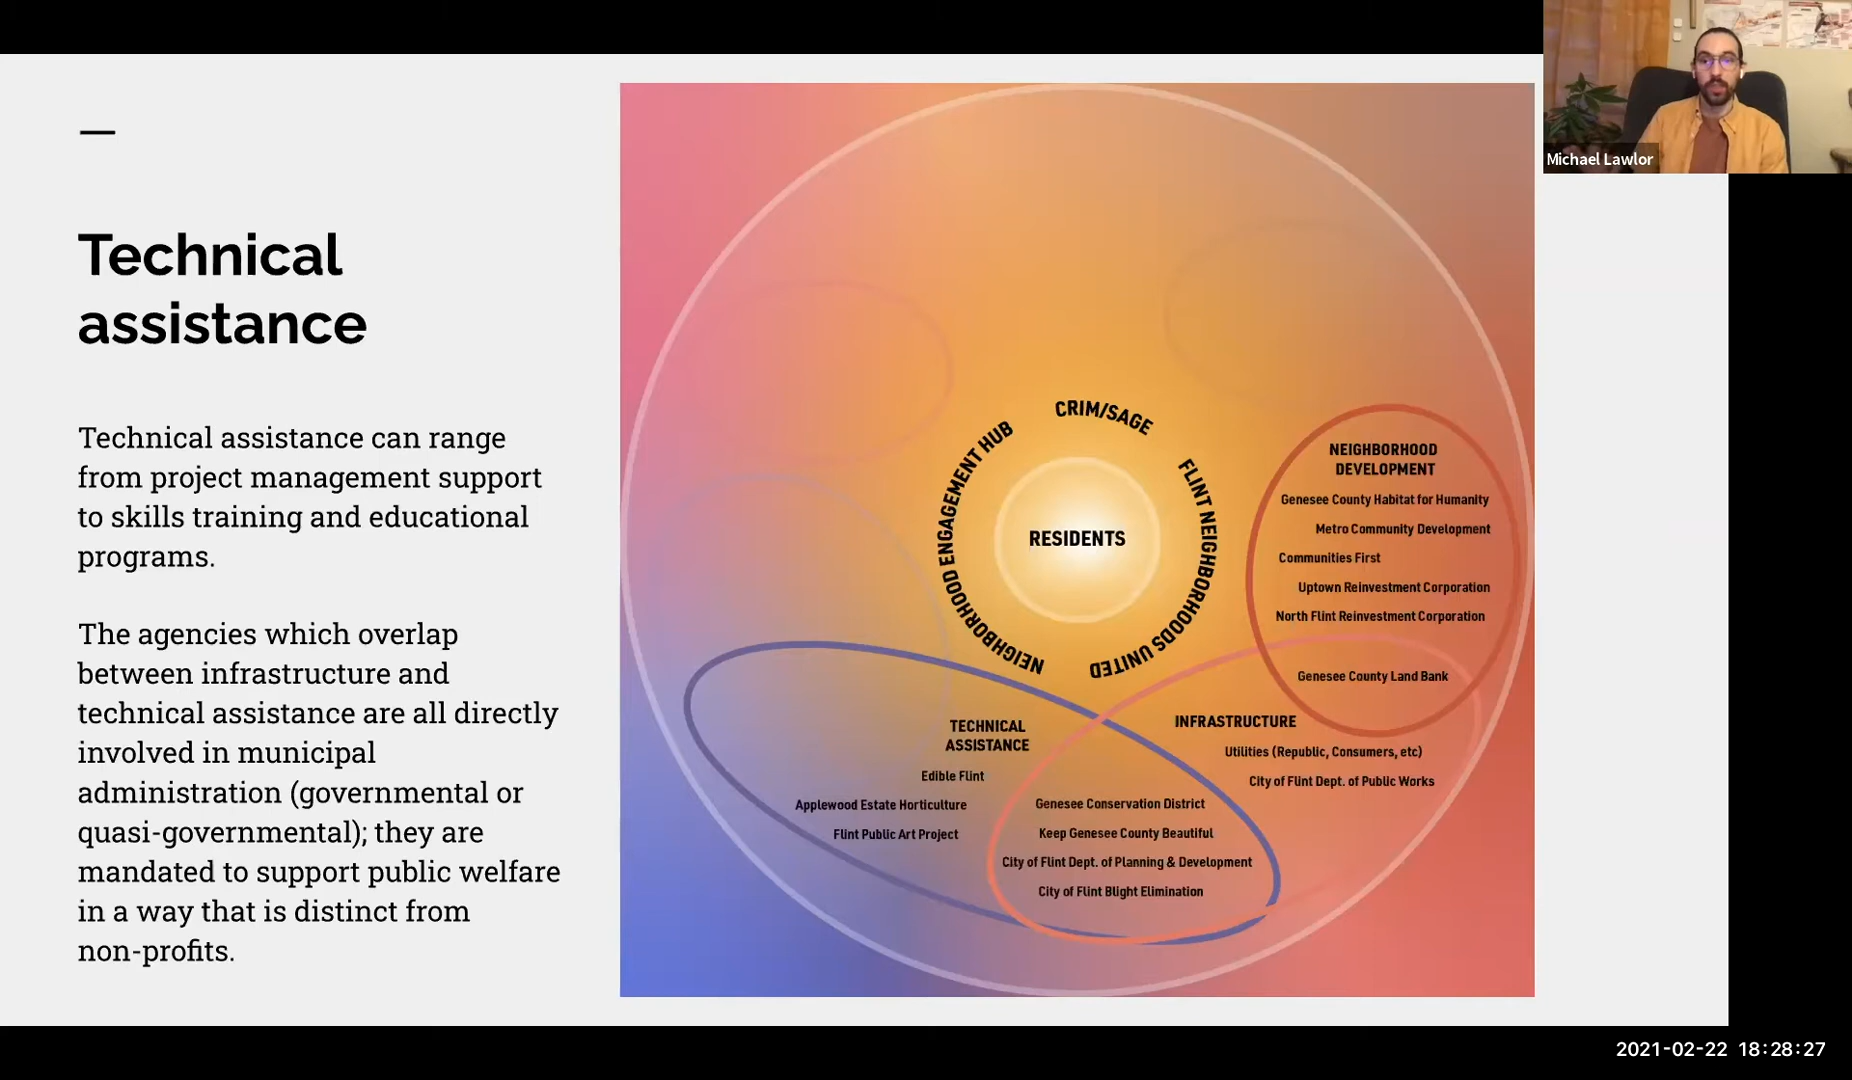 Michael Lawlor
Technical
assistance
Technical assistance can range
from project management support
to skills training and educational
programs.
The agencies which overlap
between infrastructure and
technical assistance are all directly
involved in municipal
administration (governmental or
quasi-governmental); they are
mandated to support public welfare
in a way that is distinct from
non-profits.
CRIM/SAGE
NEIGHBORHOOD ENGAGEMENT HUB
FLINT NEIGHBORHOODS UNITED
RESIDENTS
NEIGHBORHOOD
DEVELOPMENT
Genesee County Habitat for Humanity
Metro Community Development
Communities First
Uptown Reinvestment Corporation
North Flint Reinvestment Corporation
Genesee County Land Bank
TECHNICAL
ASSISTANCE
Edible Flint
Applewood Estate Horticulture
Flint Public Art Project
INFRASTRUCTURE
Utilities (Republic, Consumers, etc)
City of Flint Dept. of Public Works
Genesee Conservation District
Keep Genesee County Beautiful
City of Flint Dept. of Planning & Development
City of Flint Blight Elimination
2021-02-22 18:28:27